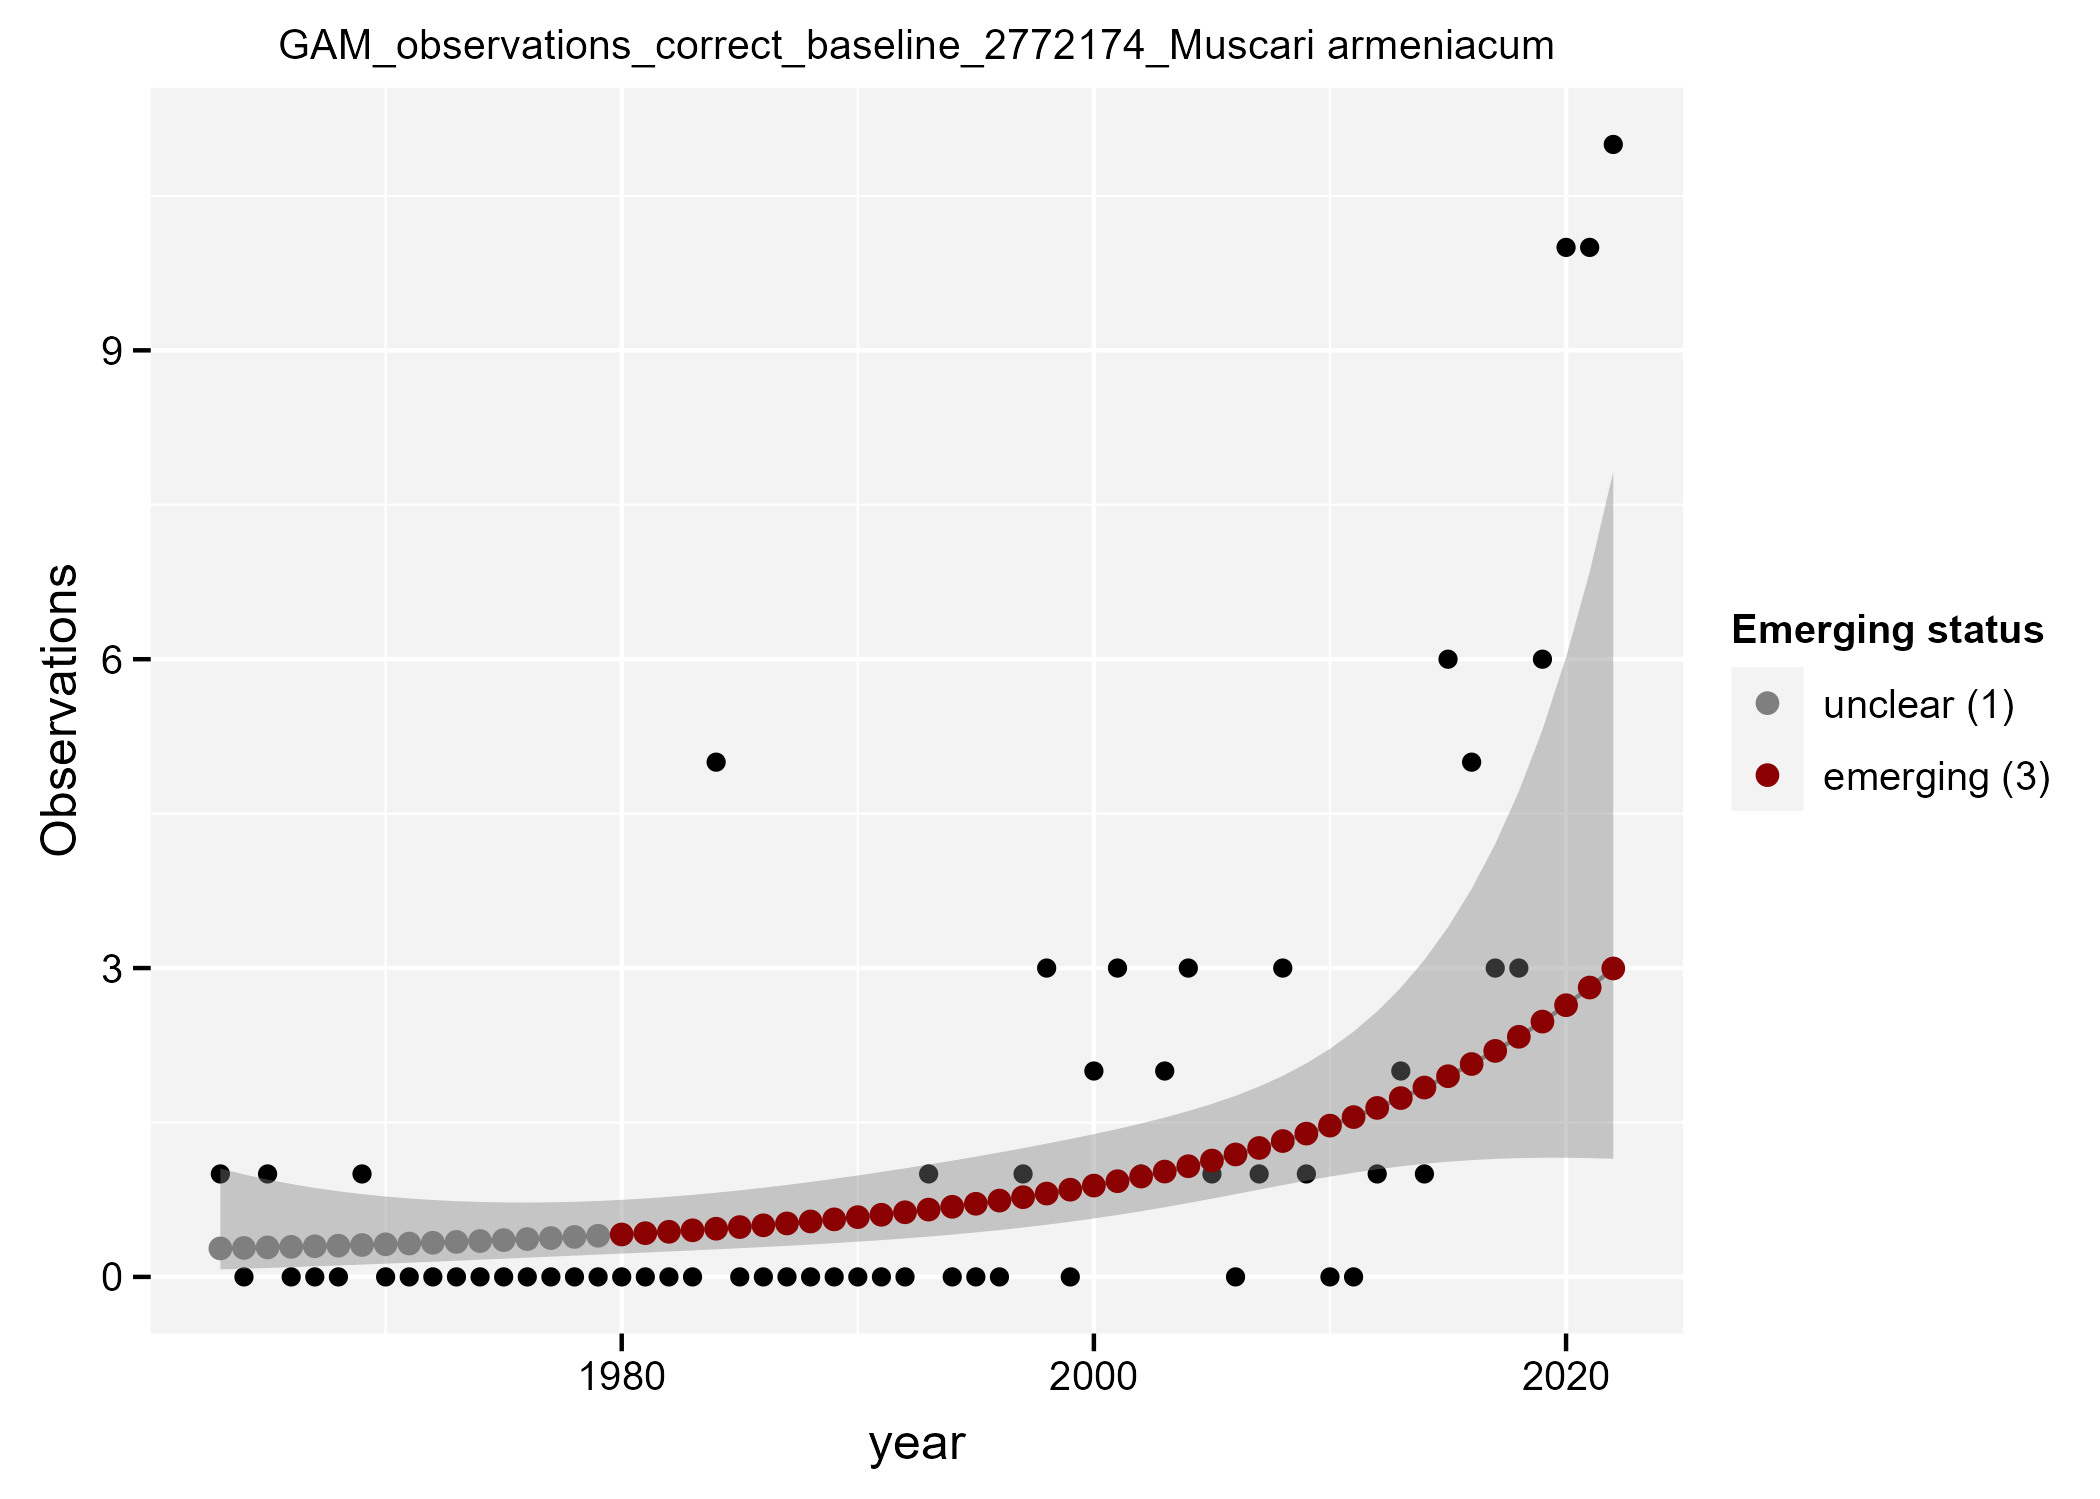 GAM_observations_correct_baseline_2772174_Muscari armeniacum
Observations
9
6
3
0
1980
2000
2020
year
Emerging status
unclear (1)
emerging (3)